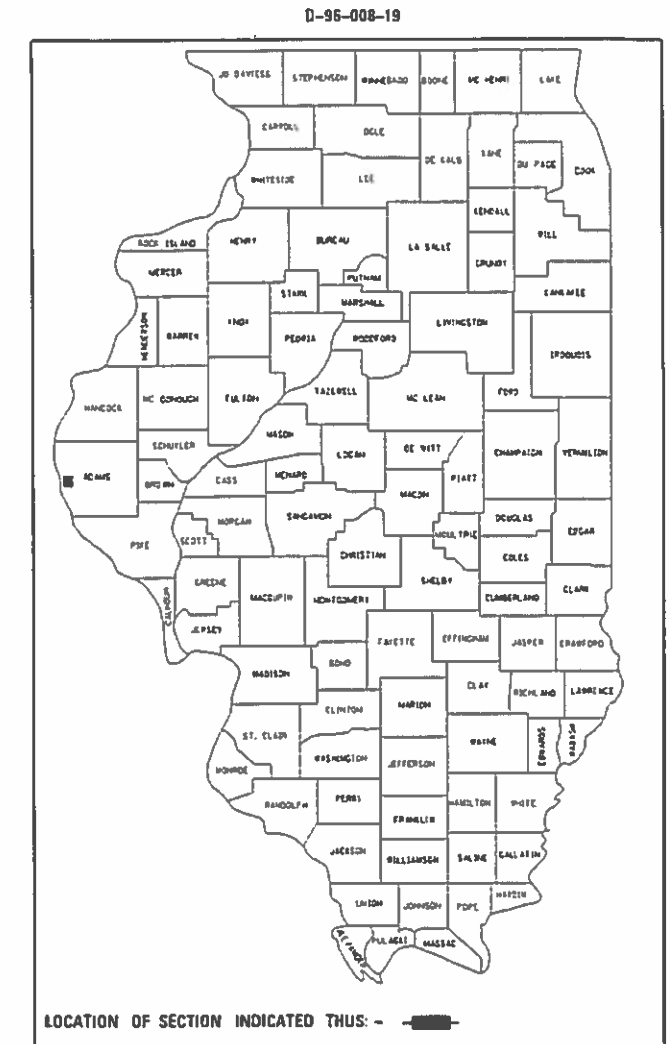 D-96-008-19
JO DAVIESS STEPHENSON WINNEBAGO BOONE MC HENRY LAKE
CARROLL OGLE
DE KALB KANE DU PAGE COOK
WHITESIDE LEE
KENDALL
WILL
ROCK ISLAND HENRY BUREAU LA SALLE
GRUNDY
MERCER PUTNAM
KANKAKEE
STARK MARSHALL
HENDERSON WARREN KNOX LIVINGSTON
PEORIA WOODFORD IROQUOIS
HANCOCK MC DONOUGH FULTON TAZEWELL MC LEAN FORD
MASON
SCHUYLER LOGAN DE WITT CHAMPAIGN VERMILION
ADAMS BROWN CASS MENARD PIATT
MACON
MORGAN SANGAMON DOUGLAS
PIKE SCOTT MOULTRIE EDGAR
CHRISTIAN COLES
GREENE SHELBY
CALHOUN MACOUPIN MONTGOMERY CUMBERLAND CLARK
JERSEY
FAYETTE EFFINGHAM JASPER CRAWFORD
BOND
MADISON CLAY RICHLAND LAWRENCE
CLINTON MARION
ST. CLAIR WAYNE EDWARDS WABASH
WASHINGTON JEFFERSON
MONROE
RANDOLPH PERRY HAMILTON WHITE
FRANKLIN
JACKSON WILLIAMSON SALINE GALLATIN
UNION JOHNSON POPE HARDIN
ALEXANDER PULASKI MASSAC
LOCATION OF SECTION INDICATED THUS: -